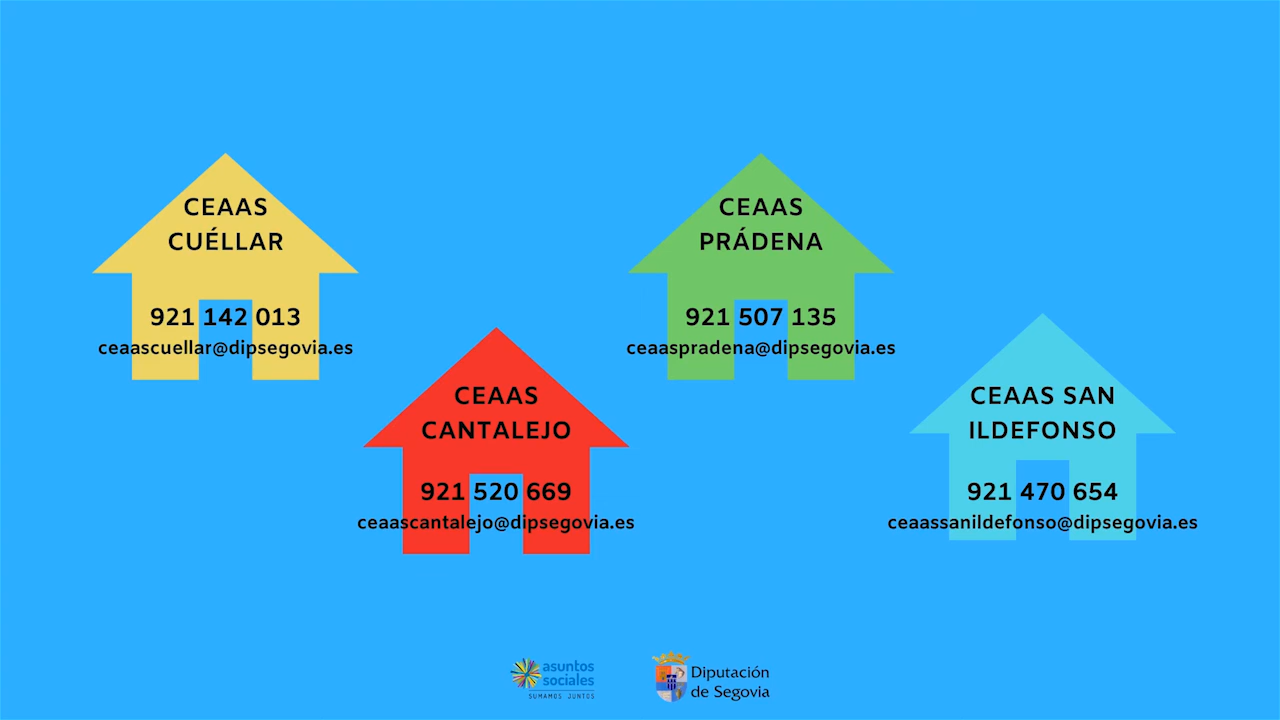 CEAAS
CUÉLLAR
921 142 013
ceaascuellar@dipsegovia.es
CEAAS
CANTALEJO
921 520 669
ceaascantalejo@dipsegovia.es
CEAAS
PRÁDENA
921 507 135
ceaaspradena@dipsegovia.es
CEAAS SAN
ILDEFONSO
921 470 654
ceaassanildefonso@dipsegovia.es
asuntos
sociales
SUMAMOS JUNTOS
Diputación
de Segovia